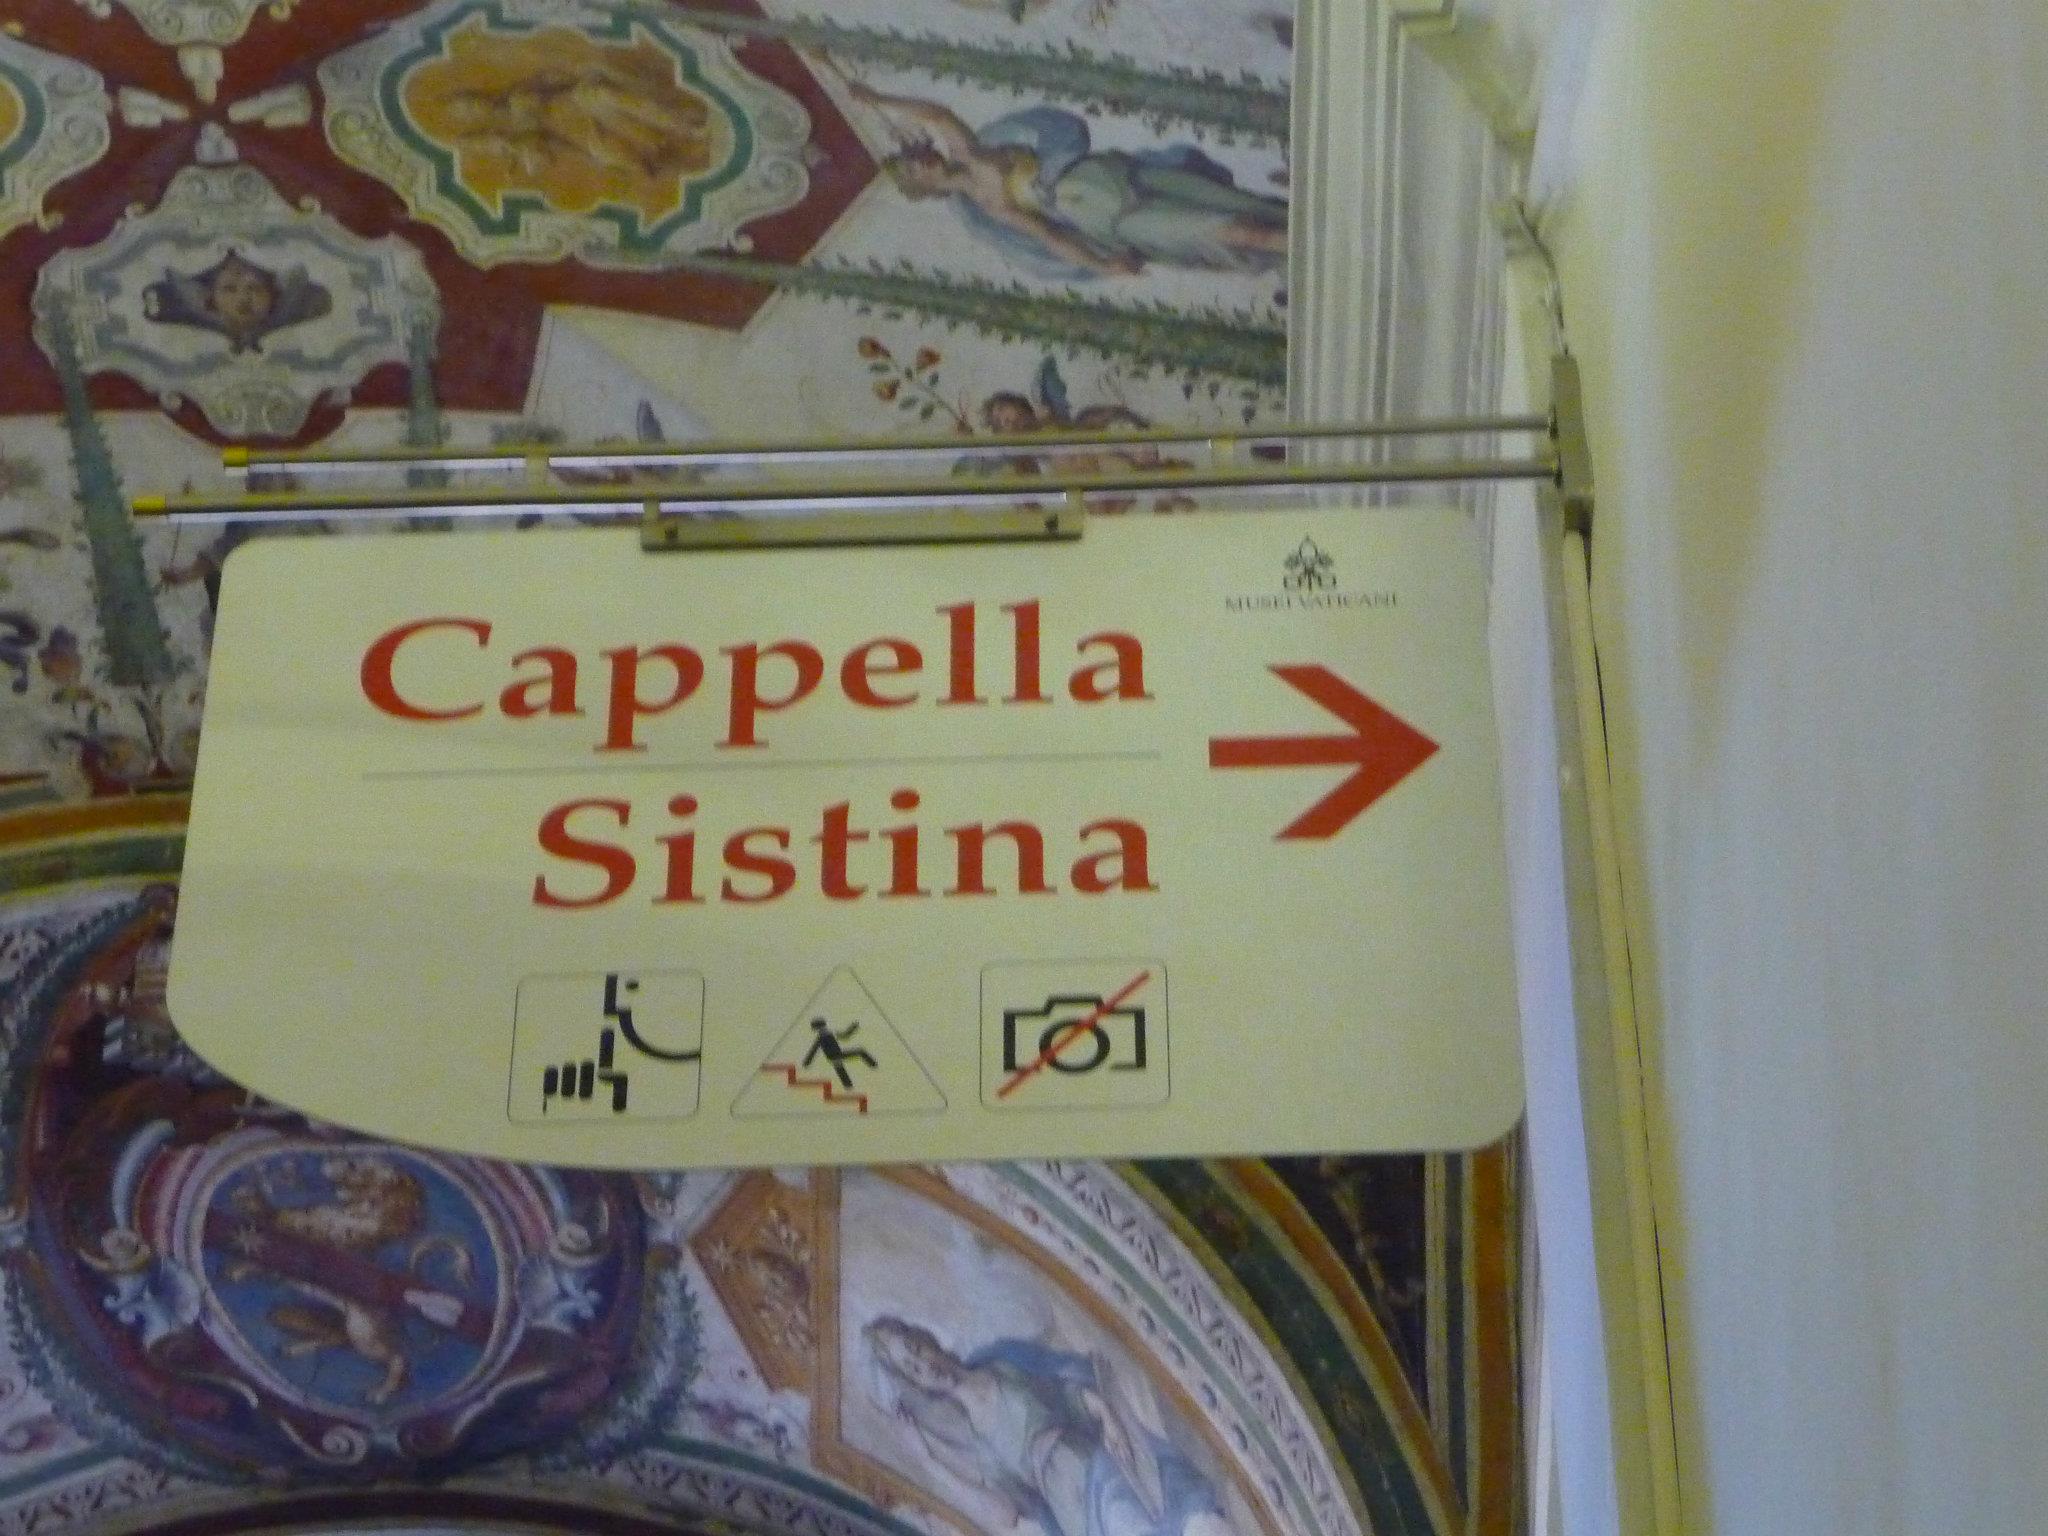 MUSEI VATICANI
Cappella
Sistina